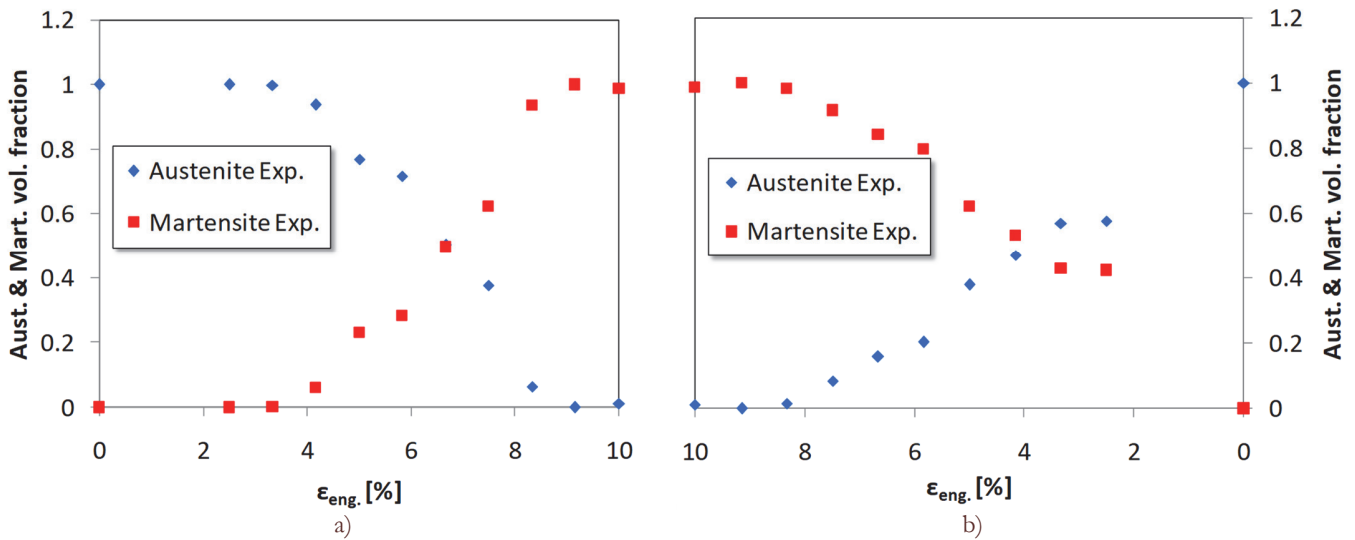 Aust. & Mart. vol. fraction
1.2
1
0.8
0.6
0.4
0.2
0
0 2 4 6 8 10
Austenite Exp.
Martensite Exp.
εeng. [%]
a)
Austenite Exp.
Martensite Exp.
10 8 6 4 2 0
1.2
1
0.8
0.6
0.4
0.2
0
Aust. & Mart. vol. fraction
εeng. [%]
b)